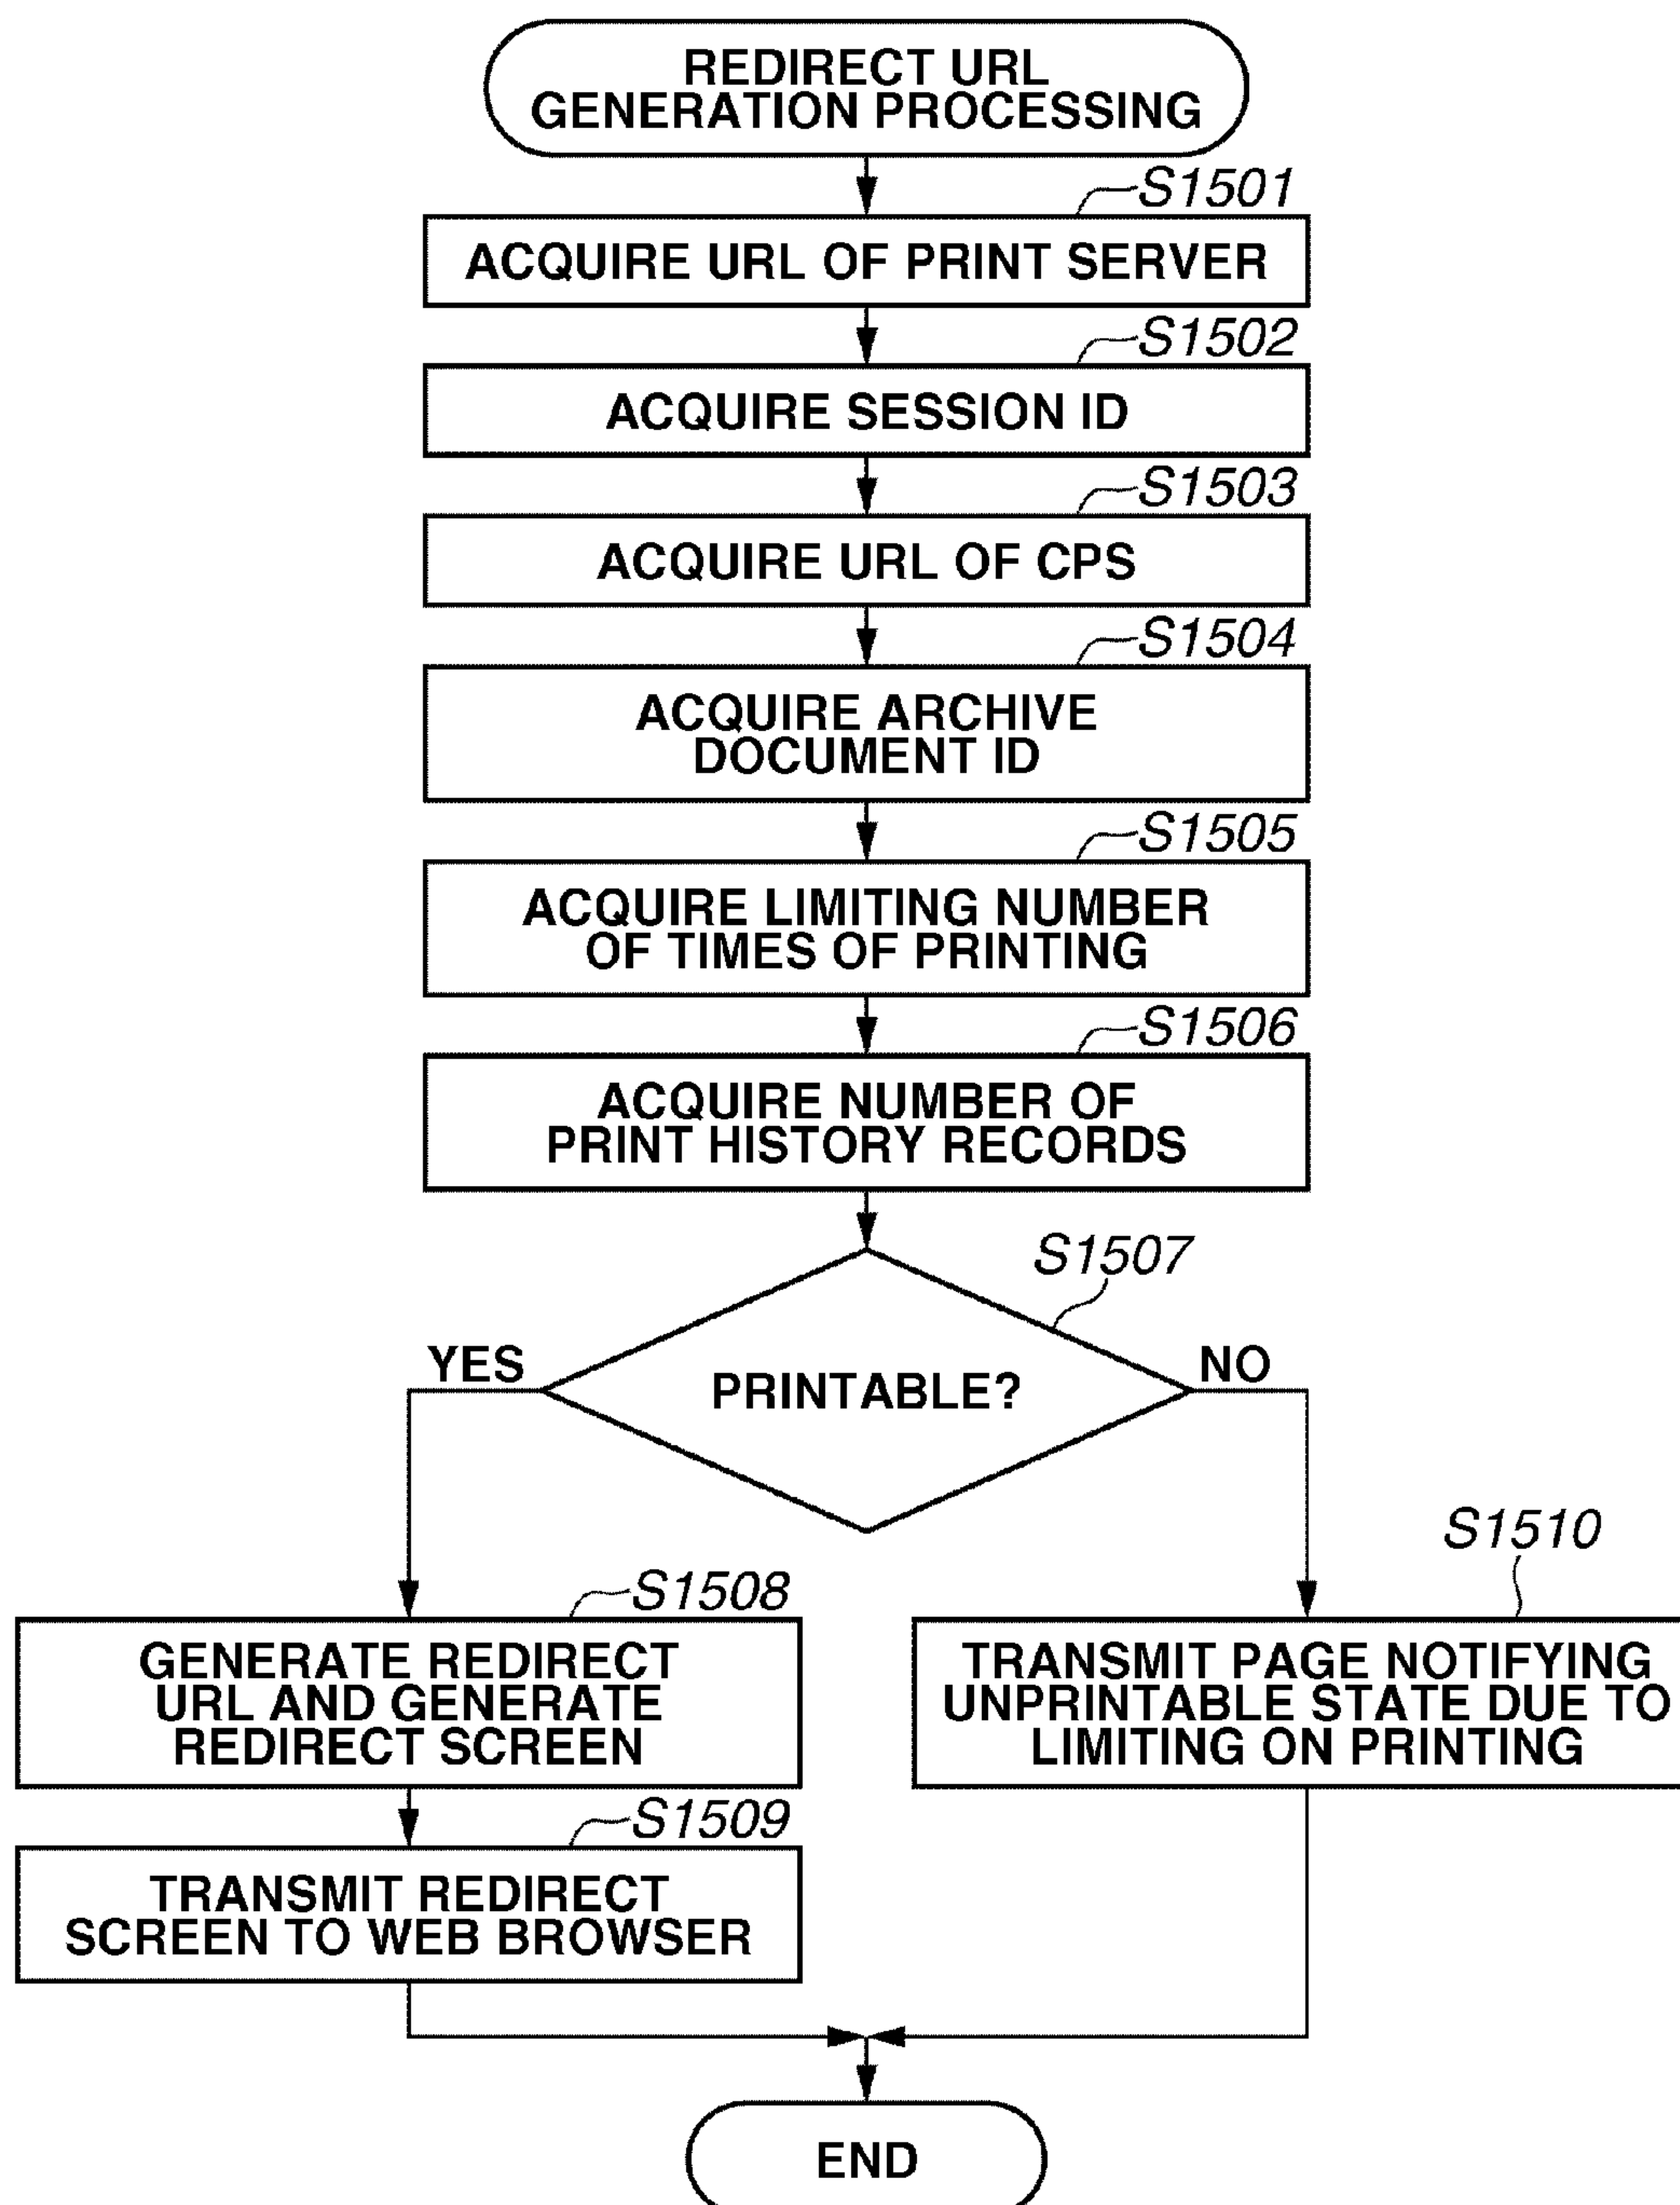 REDIRECT URL
GENERATION PROCESSING
S1501
ACQUIRE URL OF PRINT SERVER
S1502
ACQUIRE SESSION ID
S1503
ACQUIRE URL OF CPS
S1504
ACQUIRE ARCHIVE
DOCUMENT ID
S1505
ACQUIRE LIMITING NUMBER
OF TIMES OF PRINTING
S1506
ACQUIRE NUMBER OF
PRINT HISTORY RECORDS
S1507
YES
PRINTABLE?
NO
S1508
GENERATE REDIRECT
URL AND GENERATE
REDIRECT SCREEN
S1510
TRANSMIT PAGE NOTIFYING
UNPRINTABLE STATE DUE TO
LIMITING ON PRINTING
S1509
TRANSMIT REDIRECT
SCREEN TO WEB BROWSER
END